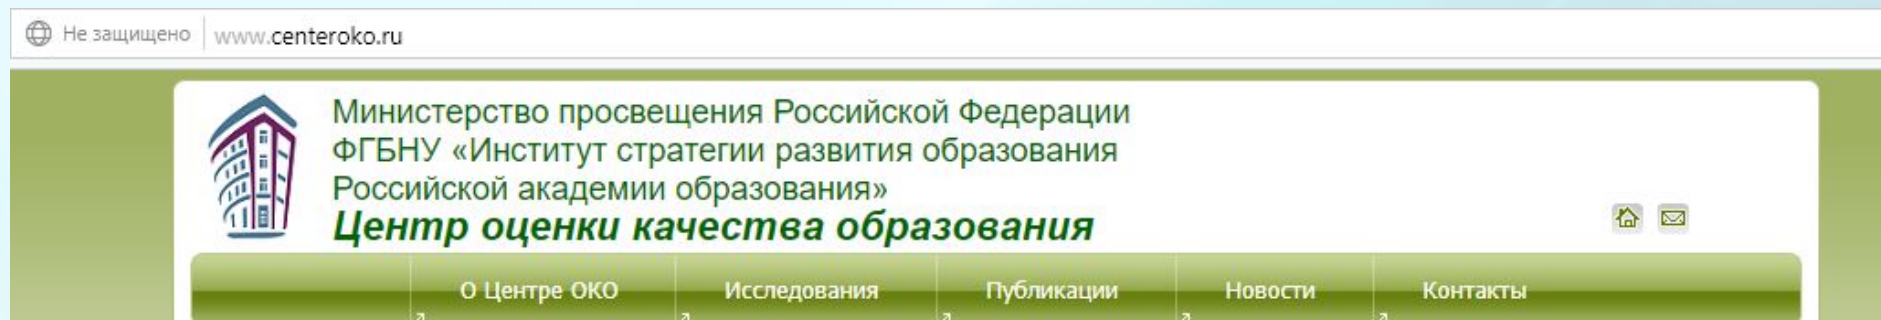 Не защищено www.centeroko.ru
Министерство просвещения Российской Федерации
ФГБНУ «Институт стратегии развития образования
Российской академии образования»
Центр оценки качества образования
О Центре ОКО Исследования Публикации Новости Контакты